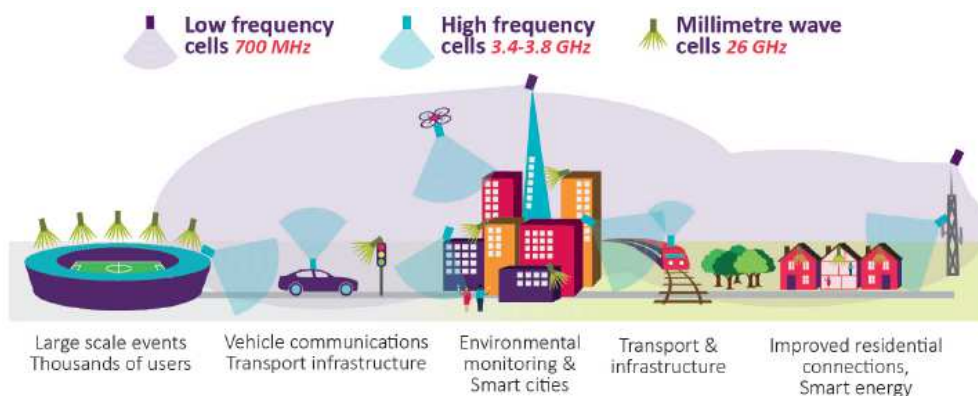 Low frequency
cells 700 MHz
High frequency
cells 3.4-3.8 GHz
Millimetre wave
cells 26 GHz
Large scale events
Thousands of users
Vehicle communications
Transport infrastructure
Environmental
monitoring &
Smart cities
Transport &
infrastructure
Improved residential
connections,
Smart energy